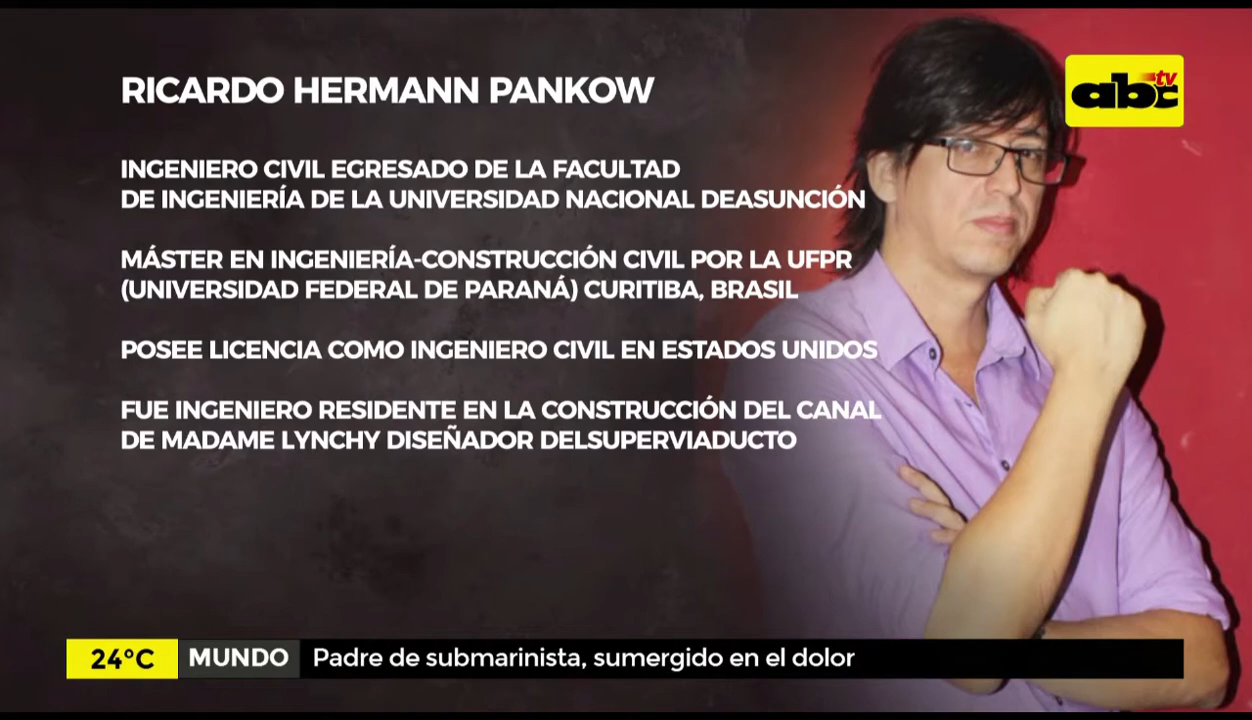 RICARDO HERMANN PANKOW
abc tv
INGENIERO CIVIL EGRESADO DE LA FACULTAD
DE INGENIERÍA DE LA UNIVERSIDAD NACIONAL DEASUNCIÓN
MÁSTER EN INGENIERÍA-CONSTRUCCIÓN CIVIL POR LA UFPR
(UNIVERSIDAD FEDERAL DE PARANÁ) CURITIBA, BRASIL
POSEE LICENCIA COMO INGENIERO CIVIL EN ESTADOS UNIDOS
FUE INGENIERO RESIDENTE EN LA CONSTRUCCIÓN DEL CANAL
DE MADAME LYNCHY DISEÑADOR DELSUPERVIADUCTO
24°C MUNDO Padre de submarinista, sumergido en el dolor